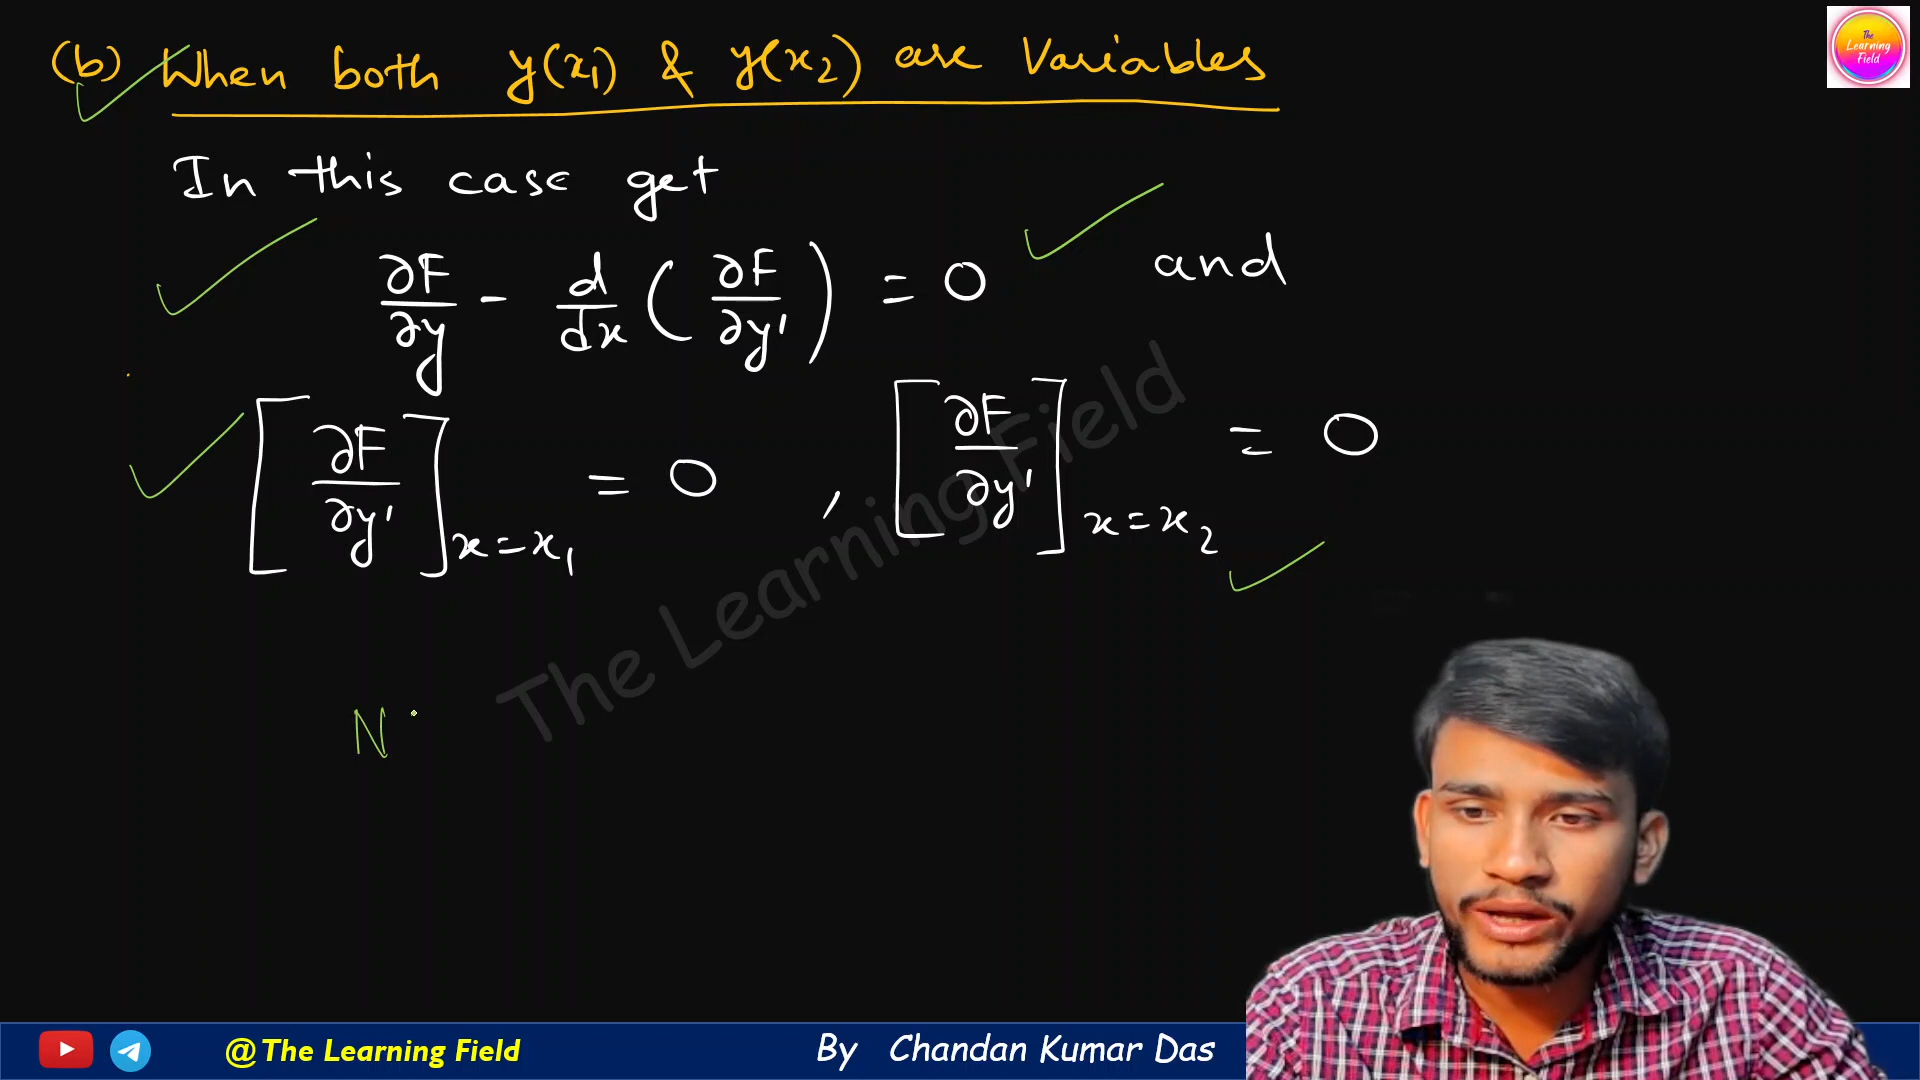 (b) When both y(x₁) & y(x₂) are Variables
The Learning Field
In this case get
∂F/∂y - d/dx (∂F/∂y') = 0 and
[∂F/∂y']x=x₁ = 0 , [∂F/∂y']x=x₂ = 0
The Learning Field
N
@The Learning Field By Chandan Kumar Das